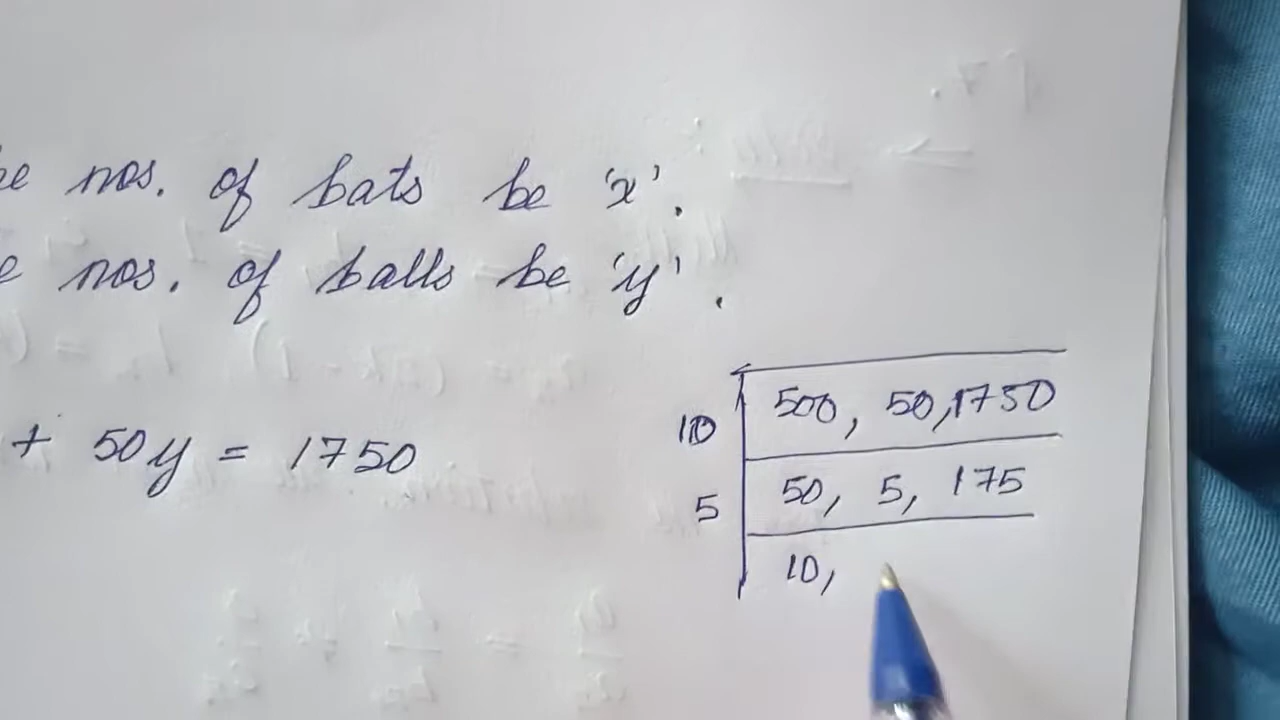 nos. of bats be 'x'.
nos. of balls be 'y'.
+ 50y = 1750
10 500, 50, 1750
5 50, 5, 175
10,